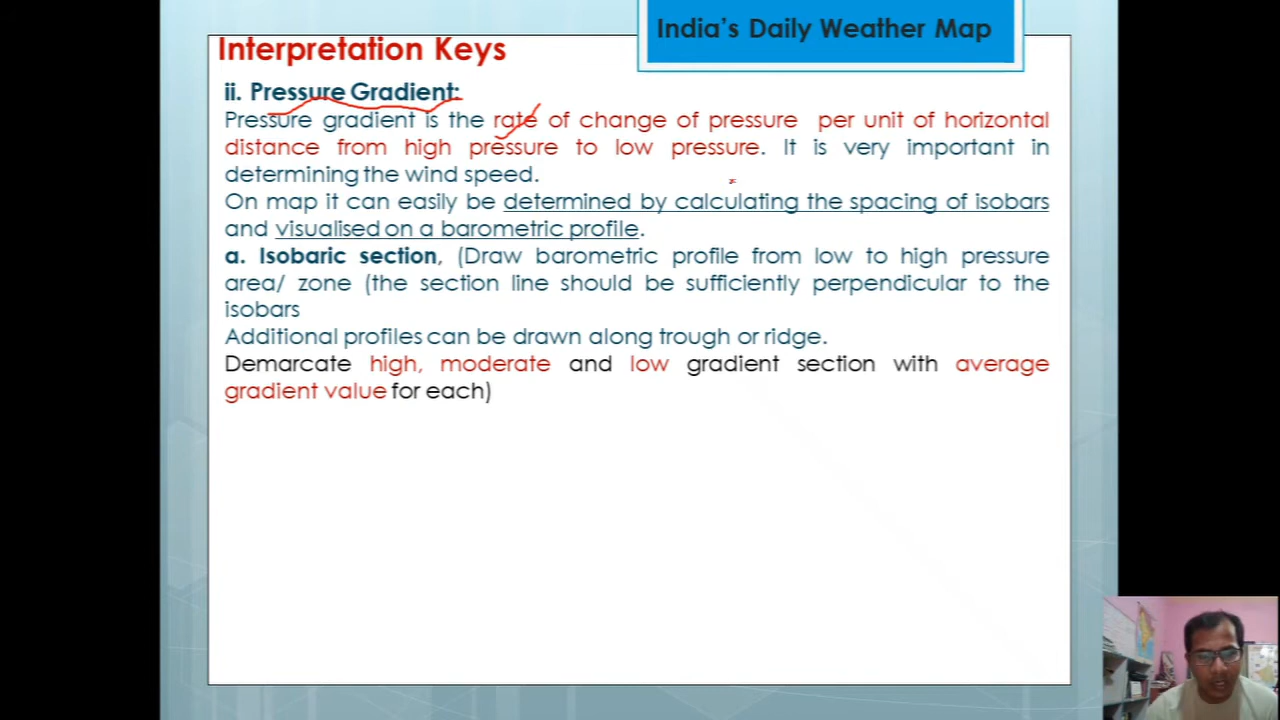 India's Daily Weather Map
Interpretation Keys
ii. Pressure Gradient:
Pressure gradient is the rate of change of pressure per unit of horizontal
distance from high pressure to low pressure. It is very important in
determining the wind speed.
On map it can easily be determined by calculating the spacing of isobars
and visualised on a barometric profile.
a. Isobaric section, (Draw barometric profile from low to high pressure
area/ zone (the section line should be sufficiently perpendicular to the
isobars
Additional profiles can be drawn along trough or ridge.
Demarcate high, moderate and low gradient section with average
gradient value for each)